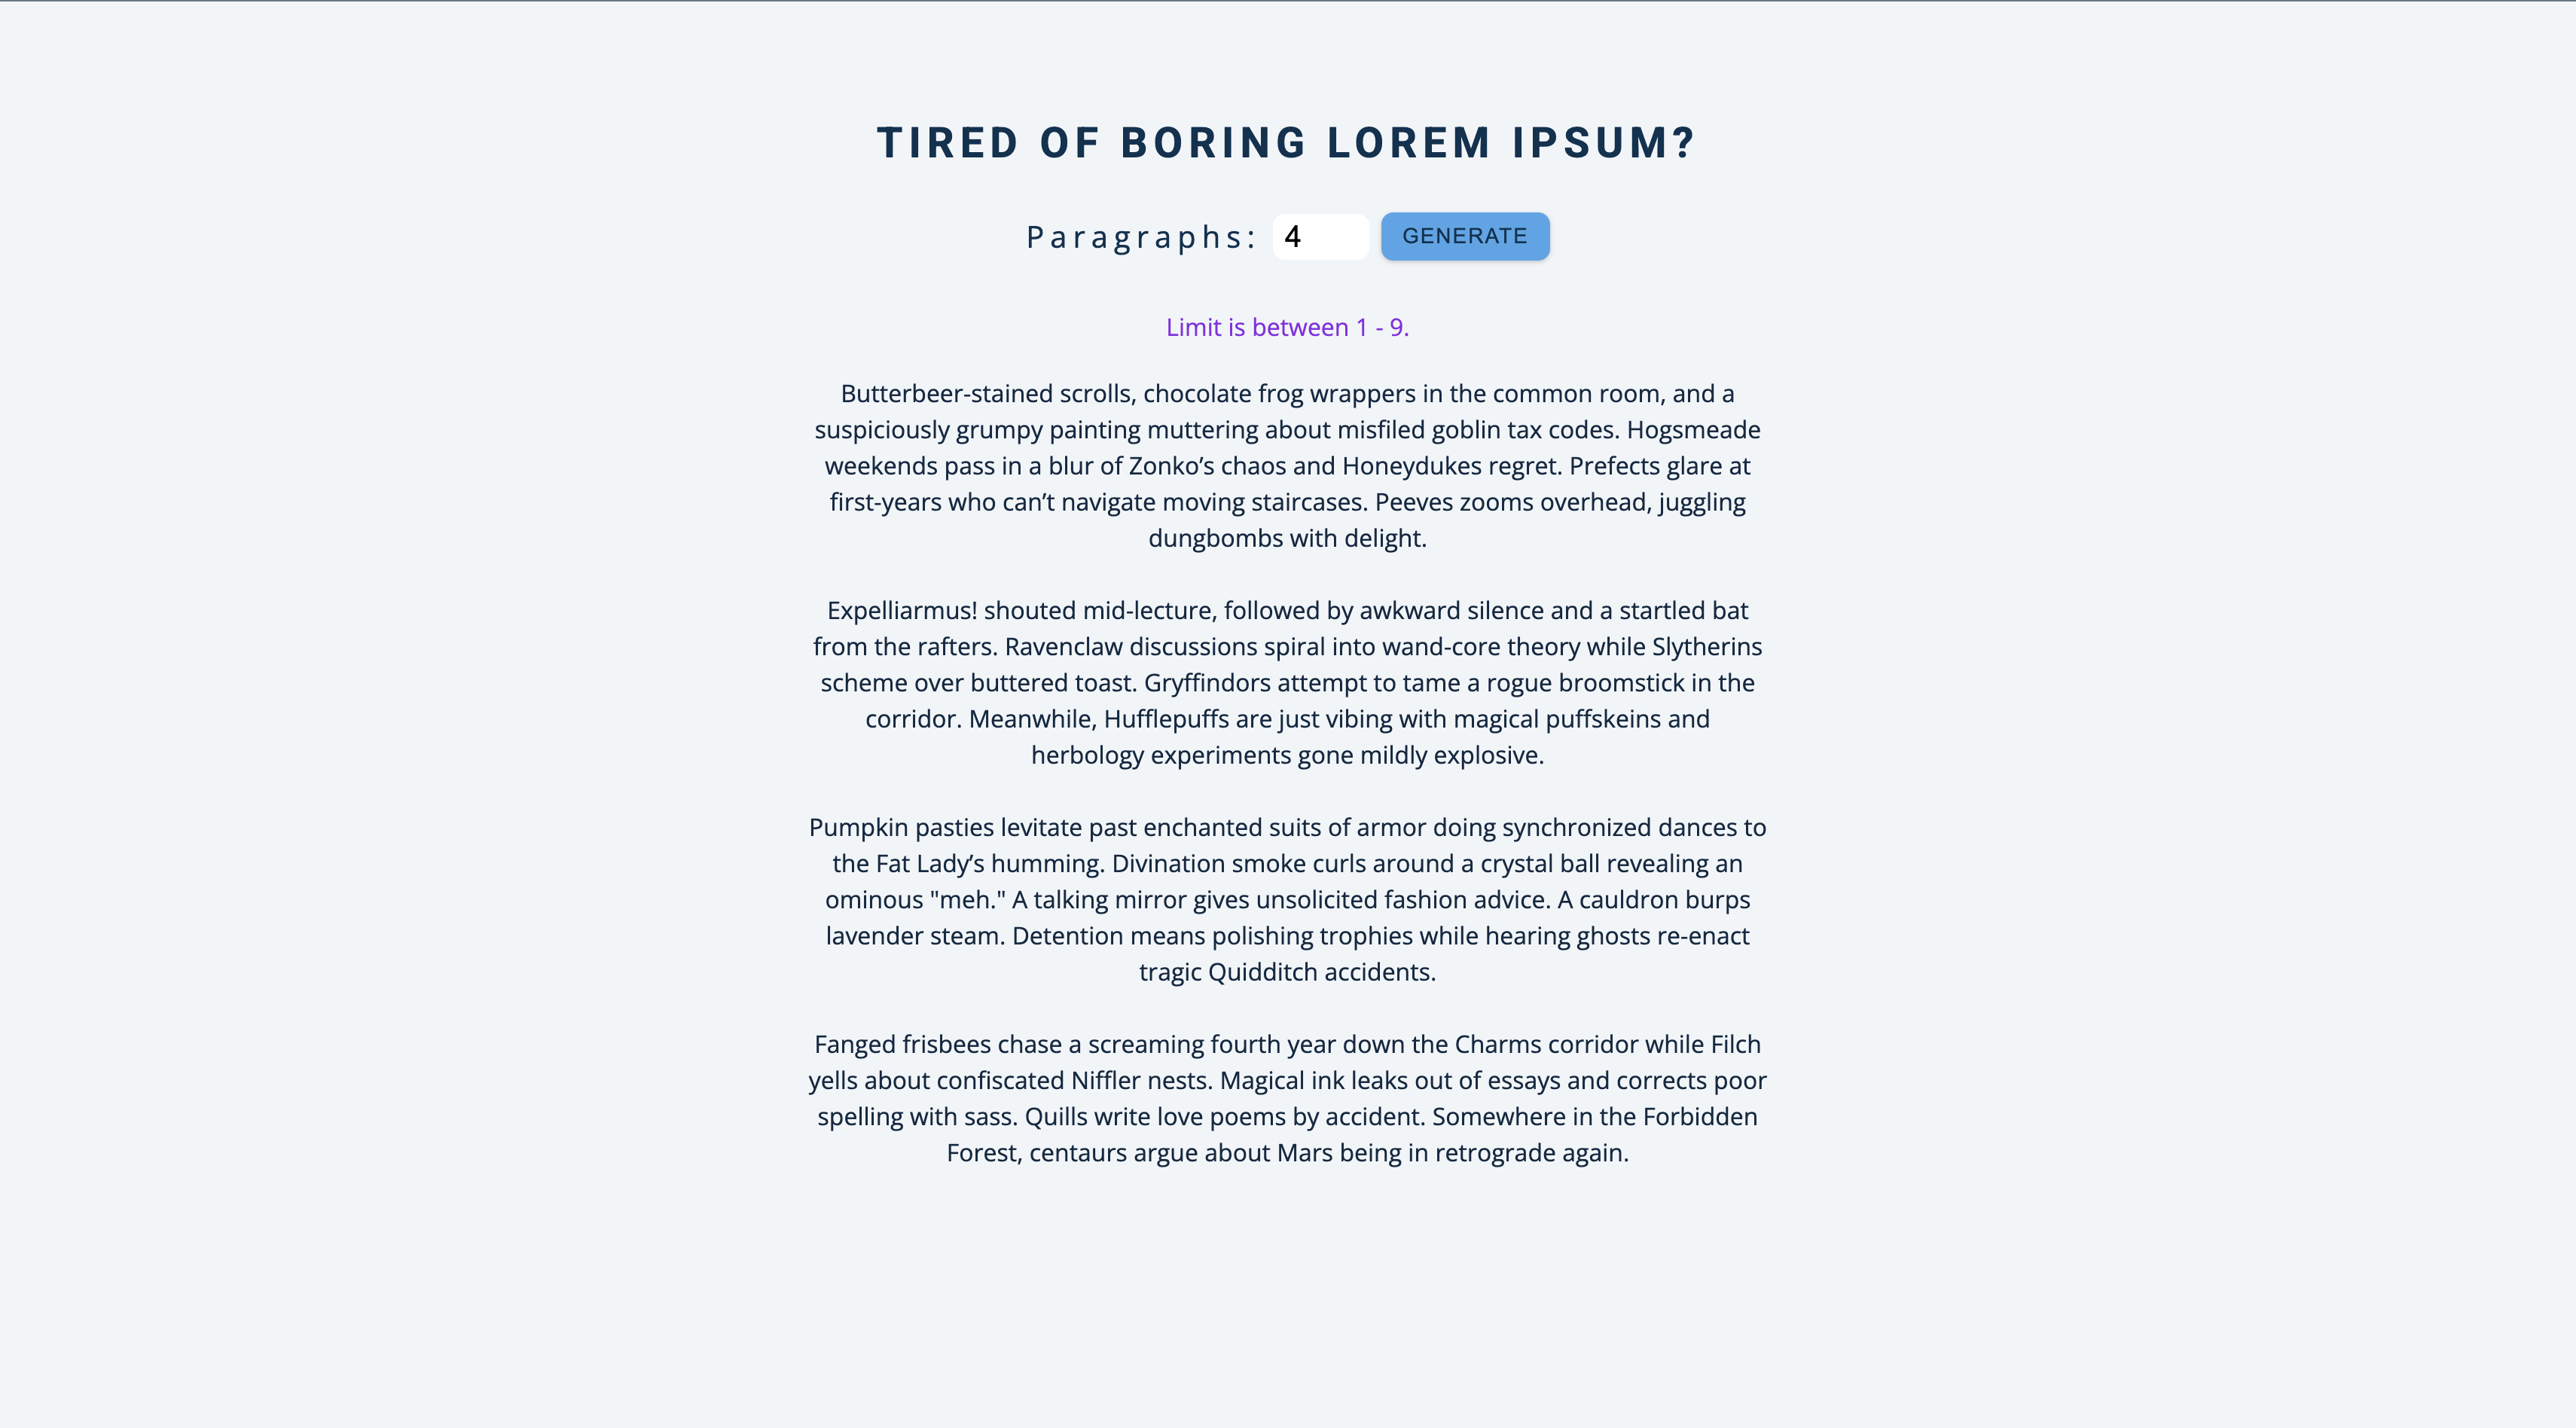 TIRED OF BORING LOREM IPSUM?
Paragraphs: 4 GENERATE
Limit is between 1 - 9.
Butterbeer-stained scrolls, chocolate frog wrappers in the common room, and a
suspiciously grumpy painting muttering about misfiled goblin tax codes. Hogsmeade
weekends pass in a blur of Zonko’s chaos and Honeydukes regret. Prefects glare at
first-years who can’t navigate moving staircases. Peeves zooms overhead, juggling
dungbombs with delight.
Expelliarmus! shouted mid-lecture, followed by awkward silence and a startled bat
from the rafters. Ravenclaw discussions spiral into wand-core theory while Slytherins
scheme over buttered toast. Gryffindors attempt to tame a rogue broomstick in the
corridor. Meanwhile, Hufflepuffs are just vibing with magical puffskeins and
herbology experiments gone mildly explosive.
Pumpkin pasties levitate past enchanted suits of armor doing synchronized dances to
the Fat Lady’s humming. Divination smoke curls around a crystal ball revealing an
ominous "meh." A talking mirror gives unsolicited fashion advice. A cauldron burps
lavender steam. Detention means polishing trophies while hearing ghosts re-enact
tragic Quidditch accidents.
Fanged frisbees chase a screaming fourth year down the Charms corridor while Filch
yells about confiscated Niffler nests. Magical ink leaks out of essays and corrects poor
spelling with sass. Quills write love poems by accident. Somewhere in the Forbidden
Forest, centaurs argue about Mars being in retrograde again.